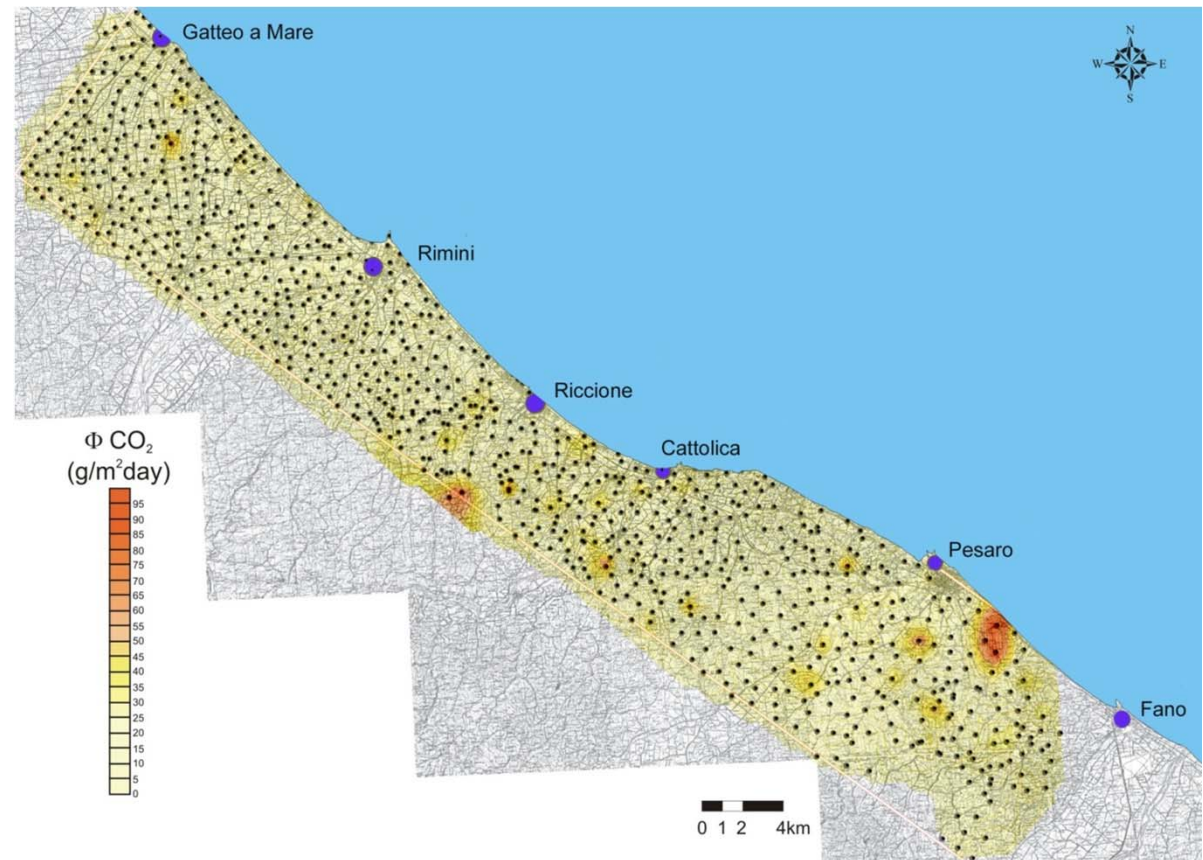 Gatteo a Mare
N
W E
S
Rimini
Riccione
Cattolica
Pesaro
Fano
Φ CO₂
(g/m²day)
95
90
85
80
75
70
65
60
55
50
45
40
35
30
25
20
15
10
5
0
0 1 2 4km